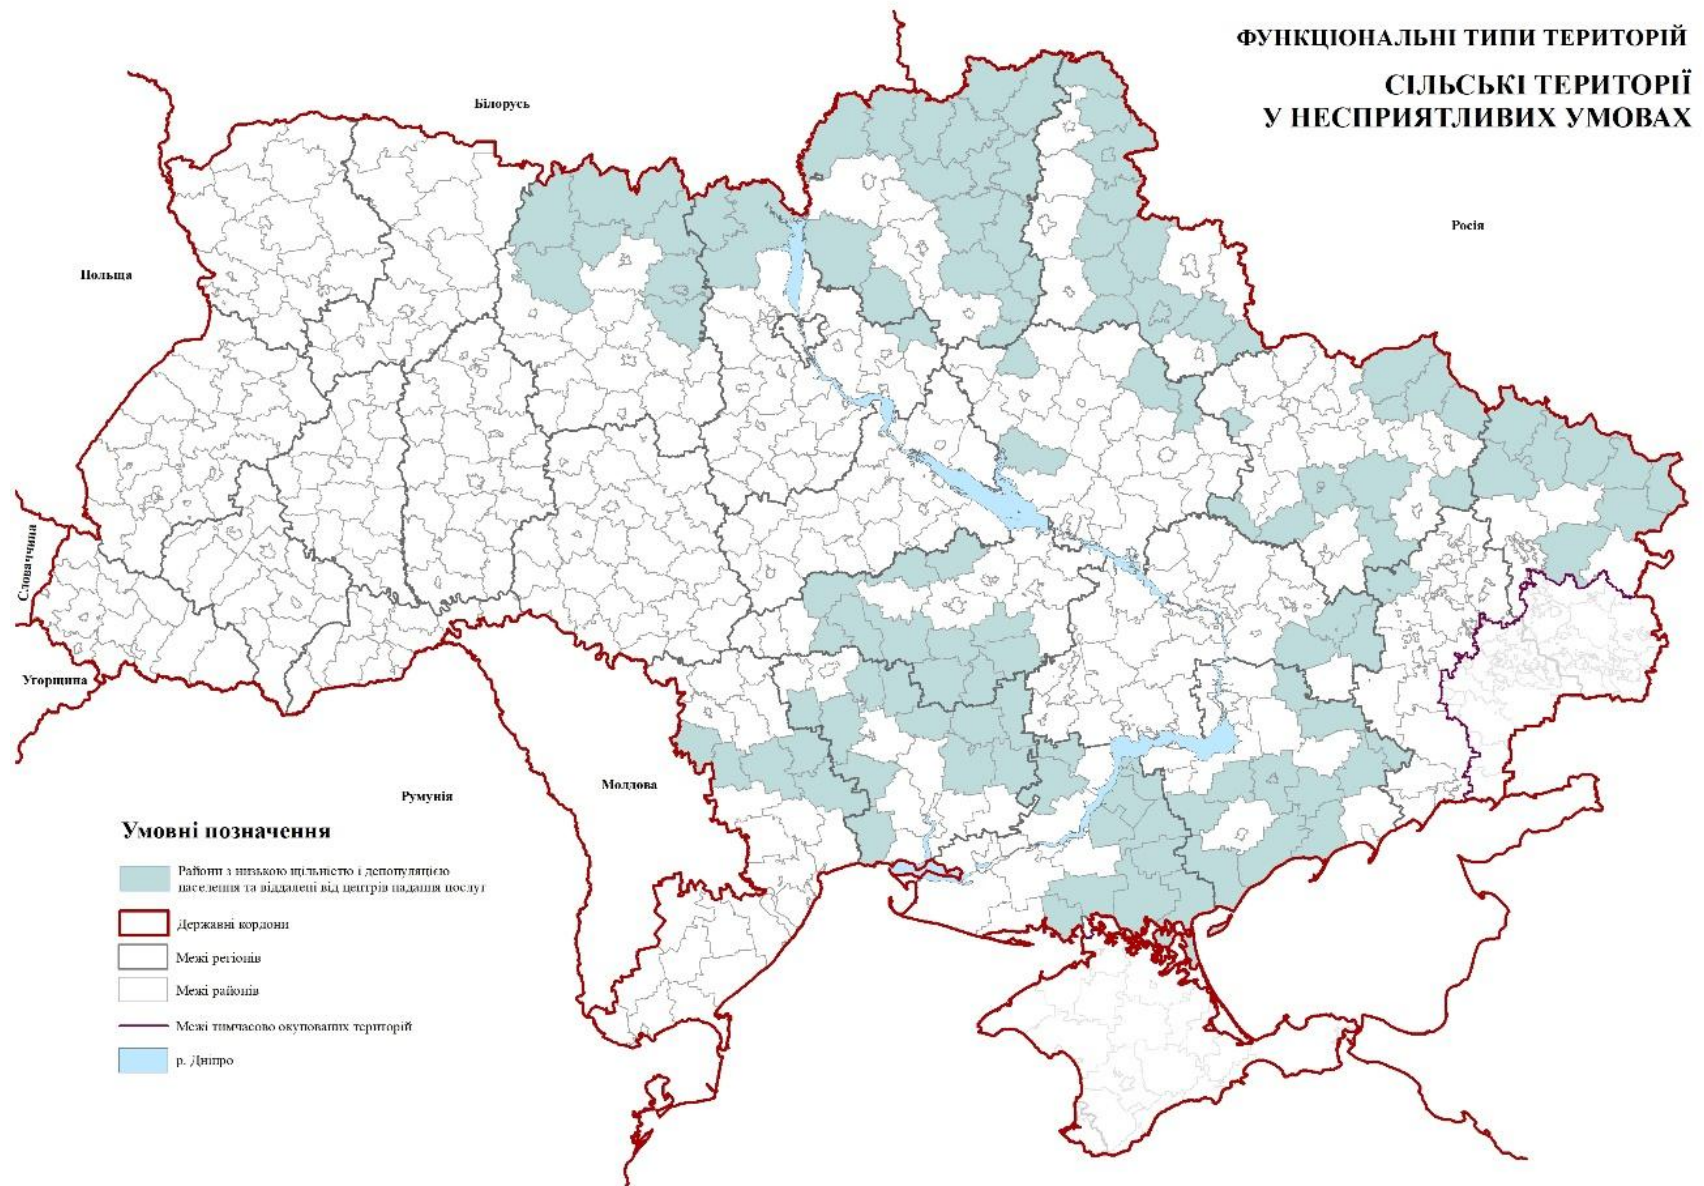 ФУНКЦІОНАЛЬНІ ТИПИ ТЕРИТОРІЙ
СІЛЬСЬКІ ТЕРИТОРІЇ
У НЕСПРИЯТЛИВИХ УМОВАХ
Білорусь
Росія
Польща
Словаччина
Угорщина
Румунія
Молдова
Умовні позначення
Райони з низькою щільністю і депопуляцією
населення та віддалені від центрів надання послуг
Державні кордони
Межі регіонів
Межі районів
Межі тимчасово окупованих територій
р. Дніпро